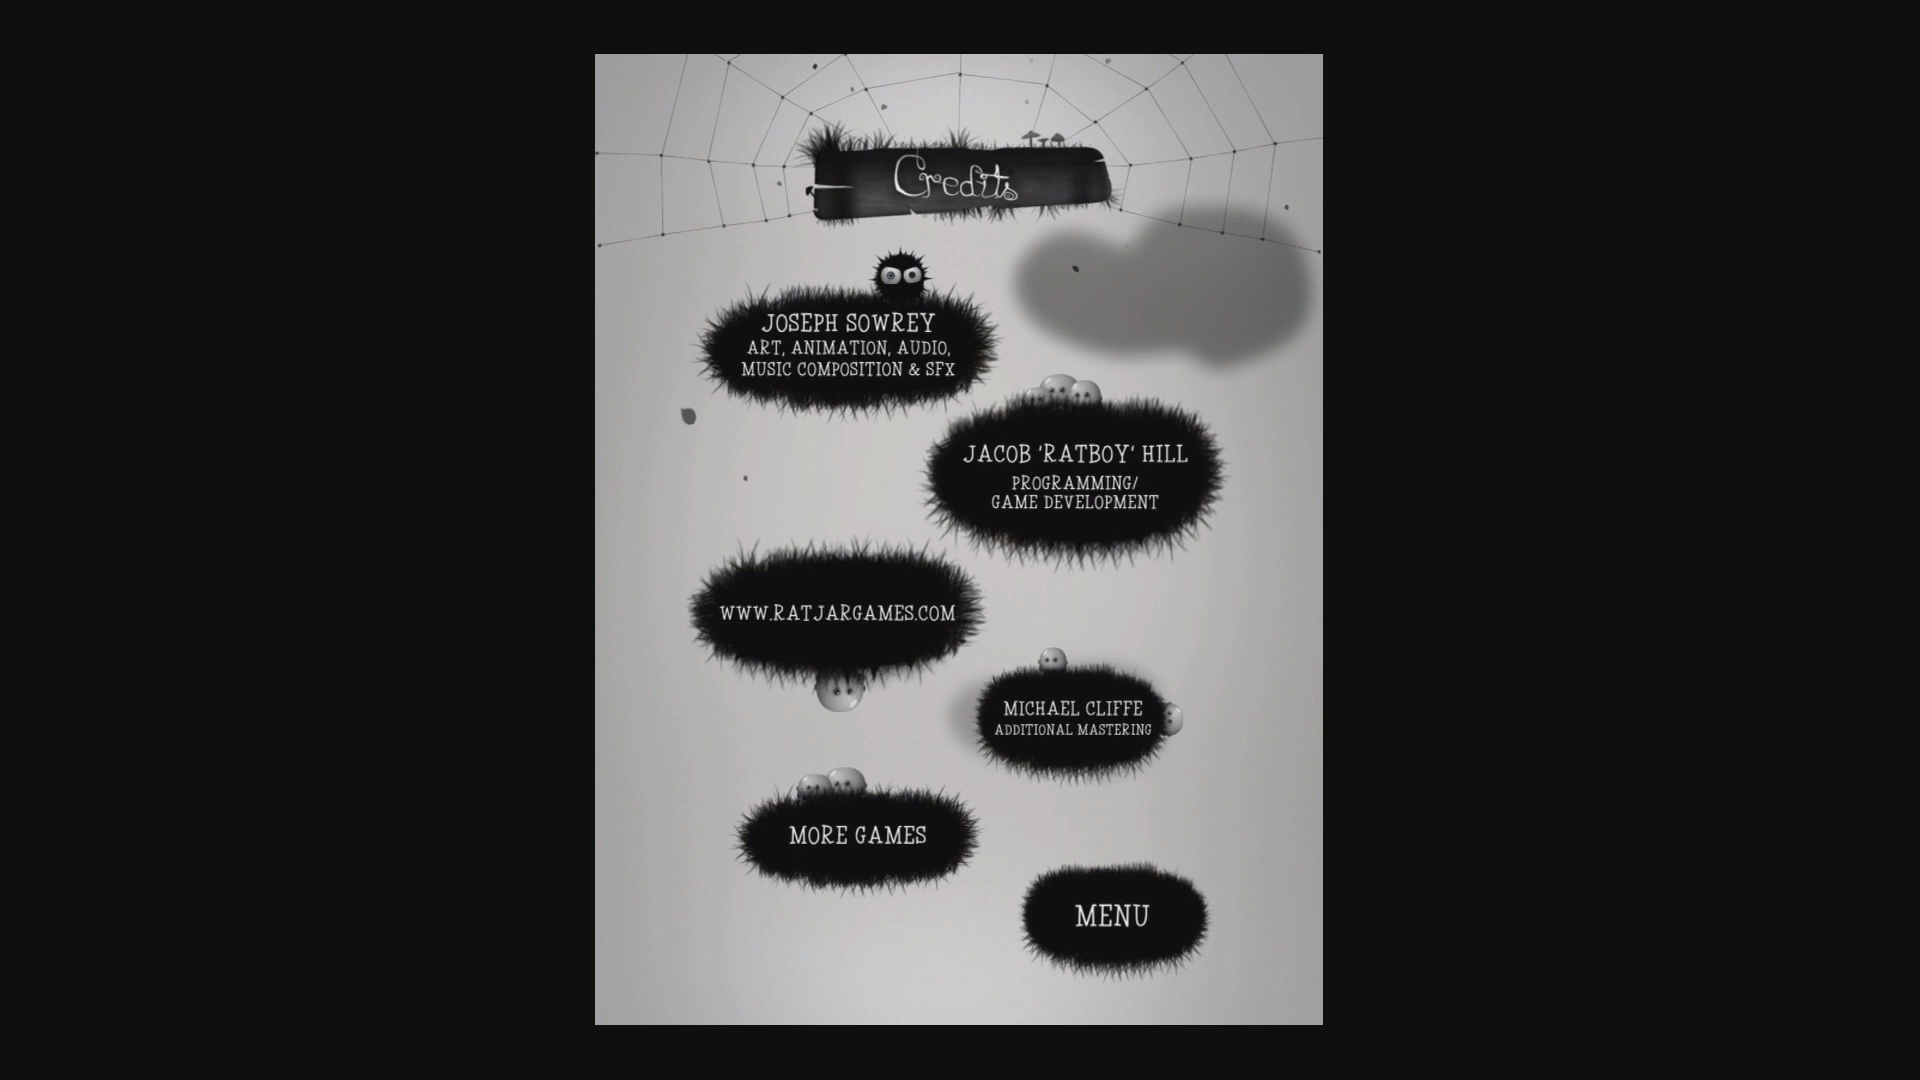 Credits
JOSEPH SOWREY
ART, ANIMATION, AUDIO,
MUSIC COMPOSITION & SFX
JACOB 'RATBOY' HILL
PROGRAMMING/
GAME DEVELOPMENT
WWW.RATJARGAMES.COM
MICHAEL CLIFFE
ADDITIONAL MASTERING
MORE GAMES
MENU